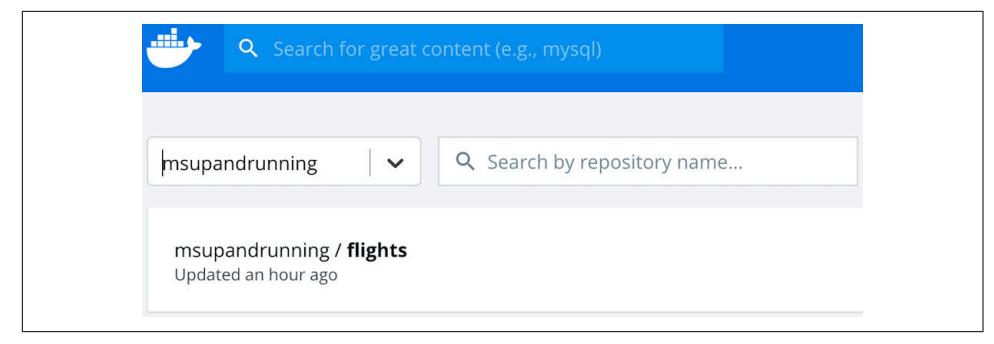 Search for great content (e.g., mysql)
msupandrunning
Search by repository name...
msupandrunning / flights
Updated an hour ago